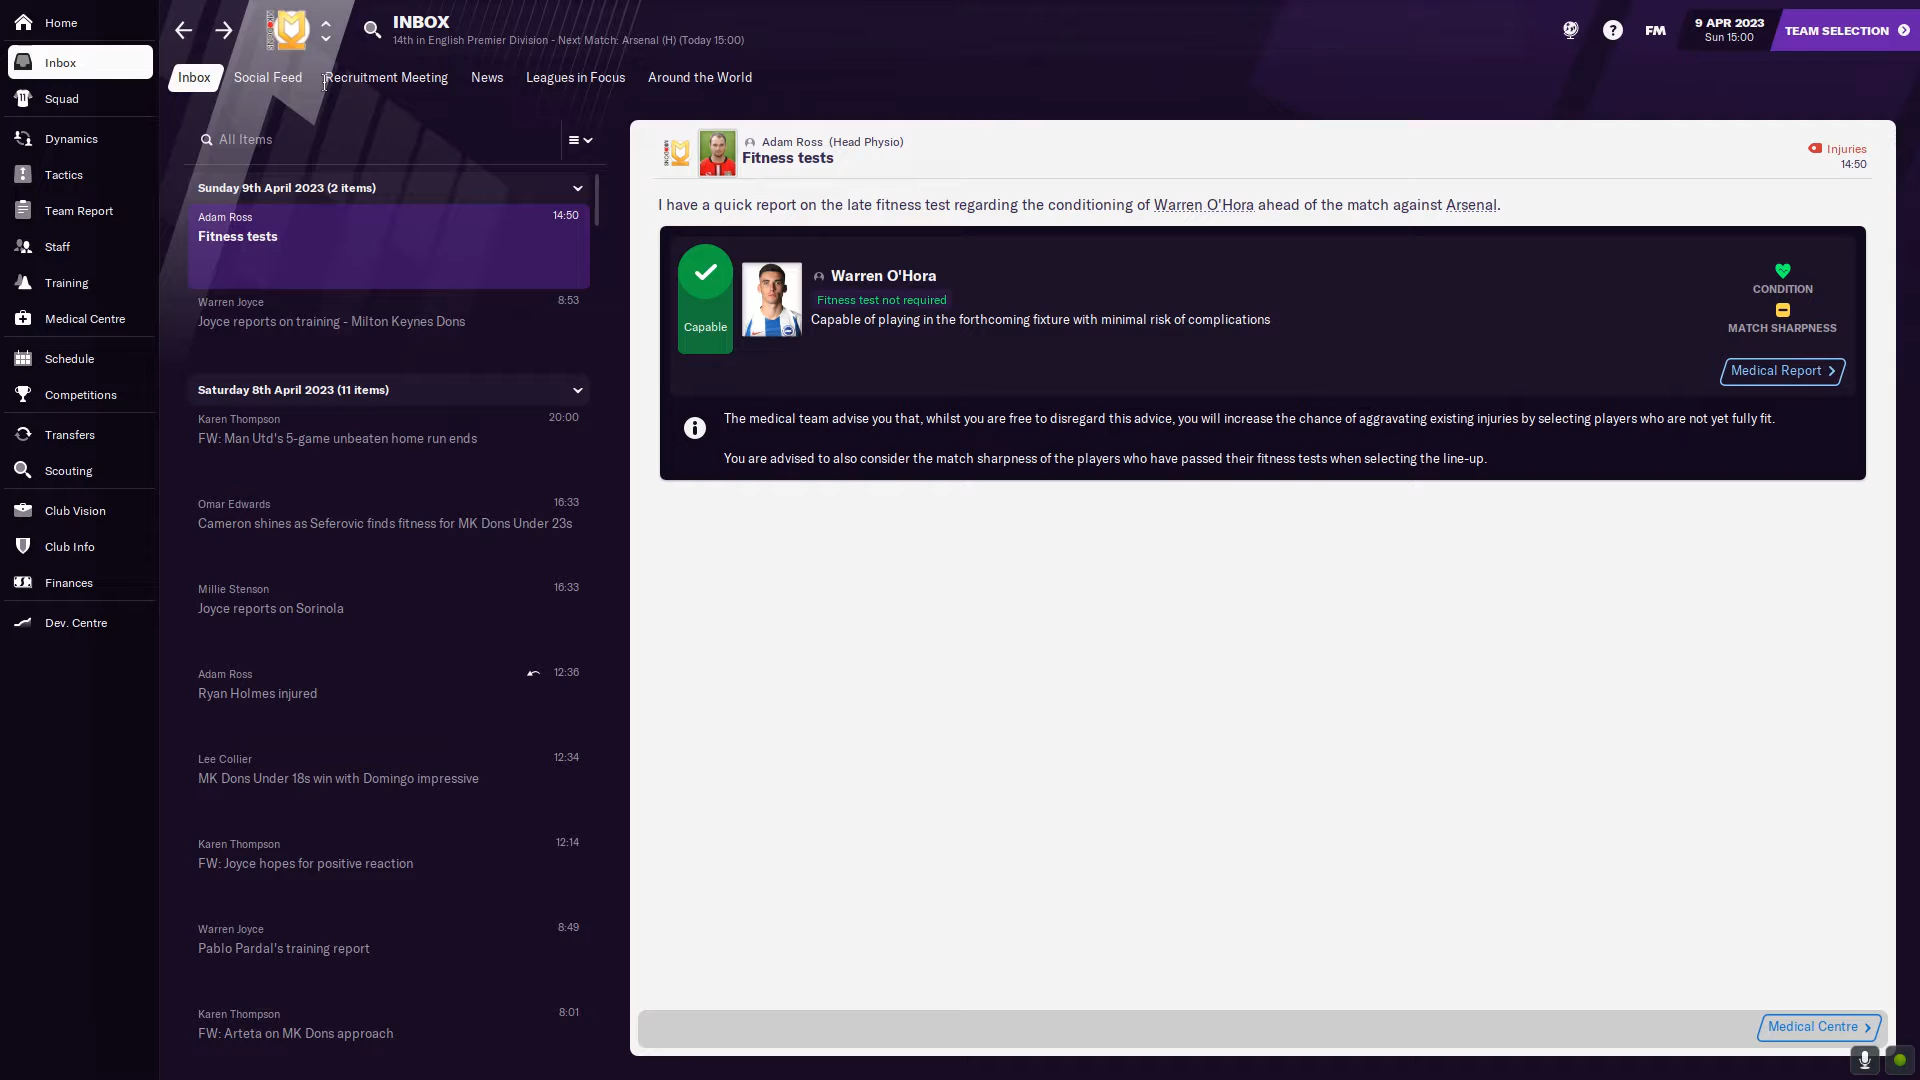 Home
Inbox
Squad
Dynamics
Tactics
Team Report
Staff
Training
Medical Centre
Schedule
Competitions
Transfers
Scouting
Club Vision
Club Info
Finances
Dev. Centre
INBOX
14th in English Premier Division - Next Match: Arsenal (H) (Today 15:00)
FM
9 APR 2023
Sun 15:00
TEAM SELECTION
Inbox
Social Feed
Recruitment Meeting
News
Leagues in Focus
Around the World
All Items
Sunday 9th April 2023 (2 items)
Adam Ross 14:50
Fitness tests
Warren Joyce 8:53
Joyce reports on training - Milton Keynes Dons
Saturday 8th April 2023 (11 items)
Karen Thompson 20:00
FW: Man Utd's 5-game unbeaten home run ends
Omar Edwards 16:33
Cameron shines as Seferovic finds fitness for MK Dons Under 23s
Millie Stenson 16:33
Joyce reports on Sorinola
Adam Ross 12:36
Ryan Holmes injured
Lee Collier 12:34
MK Dons Under 18s win with Domingo impressive
Karen Thompson 12:14
FW: Joyce hopes for positive reaction
Warren Joyce 8:49
Pablo Pardal's training report
Karen Thompson 8:01
FW: Arteta on MK Dons approach
Adam Ross (Head Physio)
Fitness tests
Injuries
14:50
I have a quick report on the late fitness test regarding the conditioning of Warren O'Hora ahead of the match against Arsenal.
Capable
Warren O'Hora
Fitness test not required
Capable of playing in the forthcoming fixture with minimal risk of complications
CONDITION
MATCH SHARPNESS
Medical Report
The medical team advise you that, whilst you are free to disregard this advice, you will increase the chance of aggravating existing injuries by selecting players who are not yet fully fit.
You are advised to also consider the match sharpness of the players who have passed their fitness tests when selecting the line-up.
Medical Centre